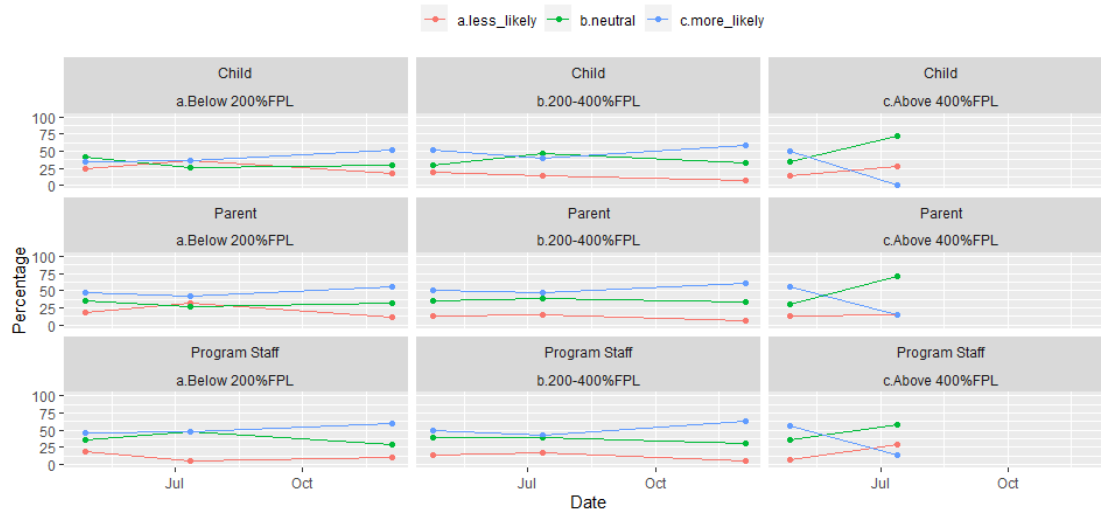 a.less_likely b.neutral c.more_likely
Child Child Child
a.Below 200%FPL b.200-400%FPL c.Above 400%FPL
100
75
50
25
0
Parent Parent Parent
a.Below 200%FPL b.200-400%FPL c.Above 400%FPL
100
75
50
25
0
Percentage
Program Staff Program Staff Program Staff
a.Below 200%FPL b.200-400%FPL c.Above 400%FPL
100
75
50
25
0
Jul Oct Jul Oct Jul Oct
Date